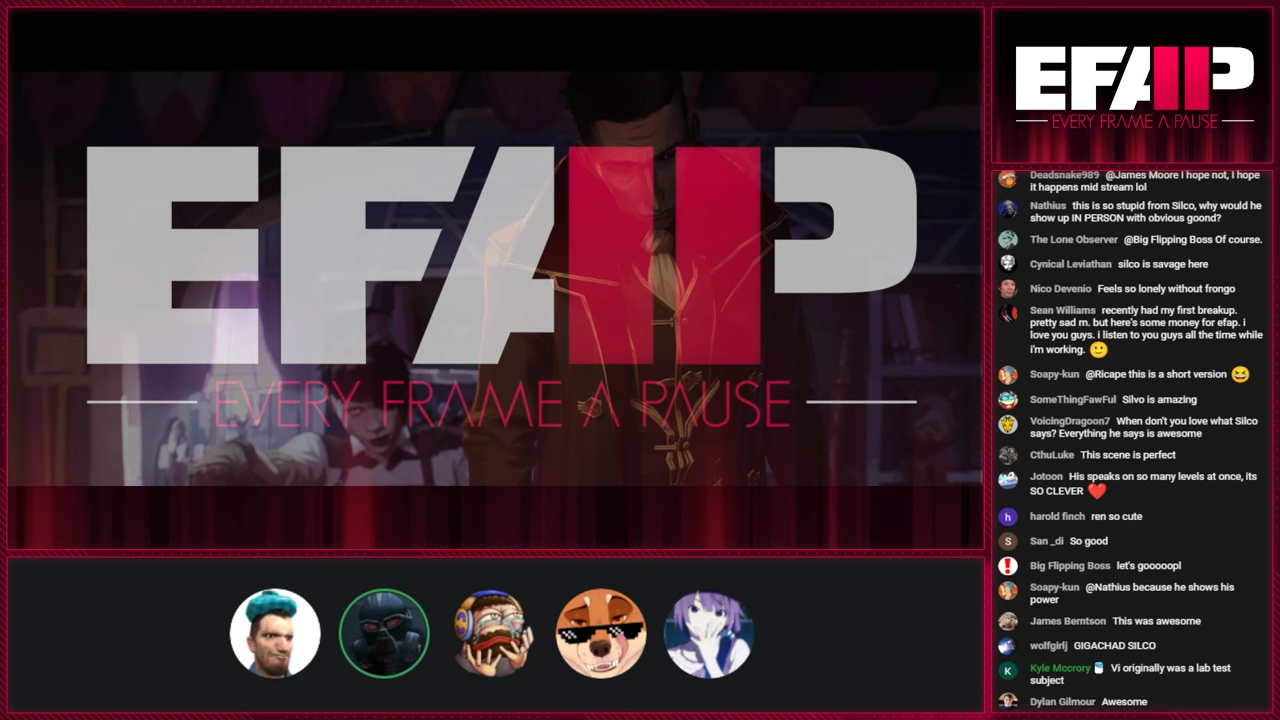 EFAP
EVERY FRAME A PAUSE
EFAP
EVERY FRAME A PAUSE
Deadsnake989 @James Moore I hope not, I hope
it happens mid stream lol
Nathius this is so stupid from Silco, why would he
show up IN PERSON with obvious goond?
The Lone Observer @Big Flipping Boss Of course.
Cynical Leviathan silco is savage here
Nico Devenio Feels so lonely without frongo
Sean Williams recently had my first breakup.
pretty sad rn. but here's some money for efap. i
love you guys. i listen to you guys all the time while
i'm working. 🙂
Soapy-kun @Ricape this is a short version 😆
SomeThingFawFul Silvo is amazing
VoicingDragoon7 When don't you love what Silco
says? Everything he says is awesome
CthuLuke This scene is perfect
Jotoon His speaks on so many levels at once, its
SO CLEVER ❤️
h
harold finch ren so cute
S
San _di So good
Big Flipping Boss let's gooooopl
Soapy-kun @Nathius because he shows his
power
James Berntson This was awesome
wolfgirlj GIGACHAD SILCO
K
Kyle Mccrory Vi originally was a lab test
subject
Dylan Gilmour Awesome